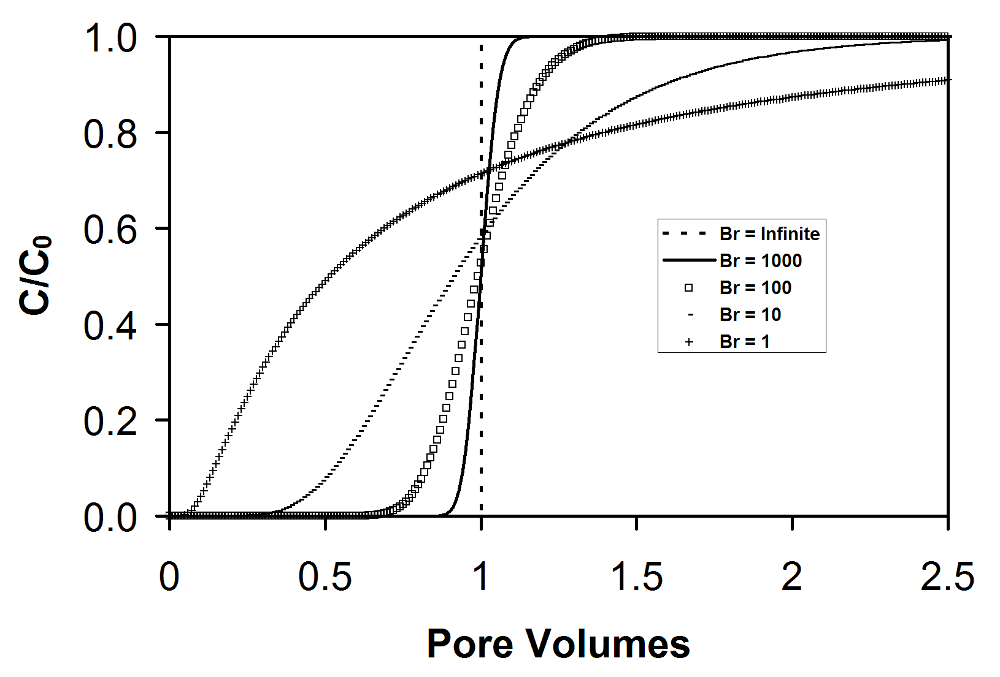 1.0
0.8
0.6
0.4
0.2
0.0
C/C₀
0
0.5
1
1.5
2
2.5
Pore Volumes
Br = Infinite
Br = 1000
Br = 100
Br = 10
Br = 1